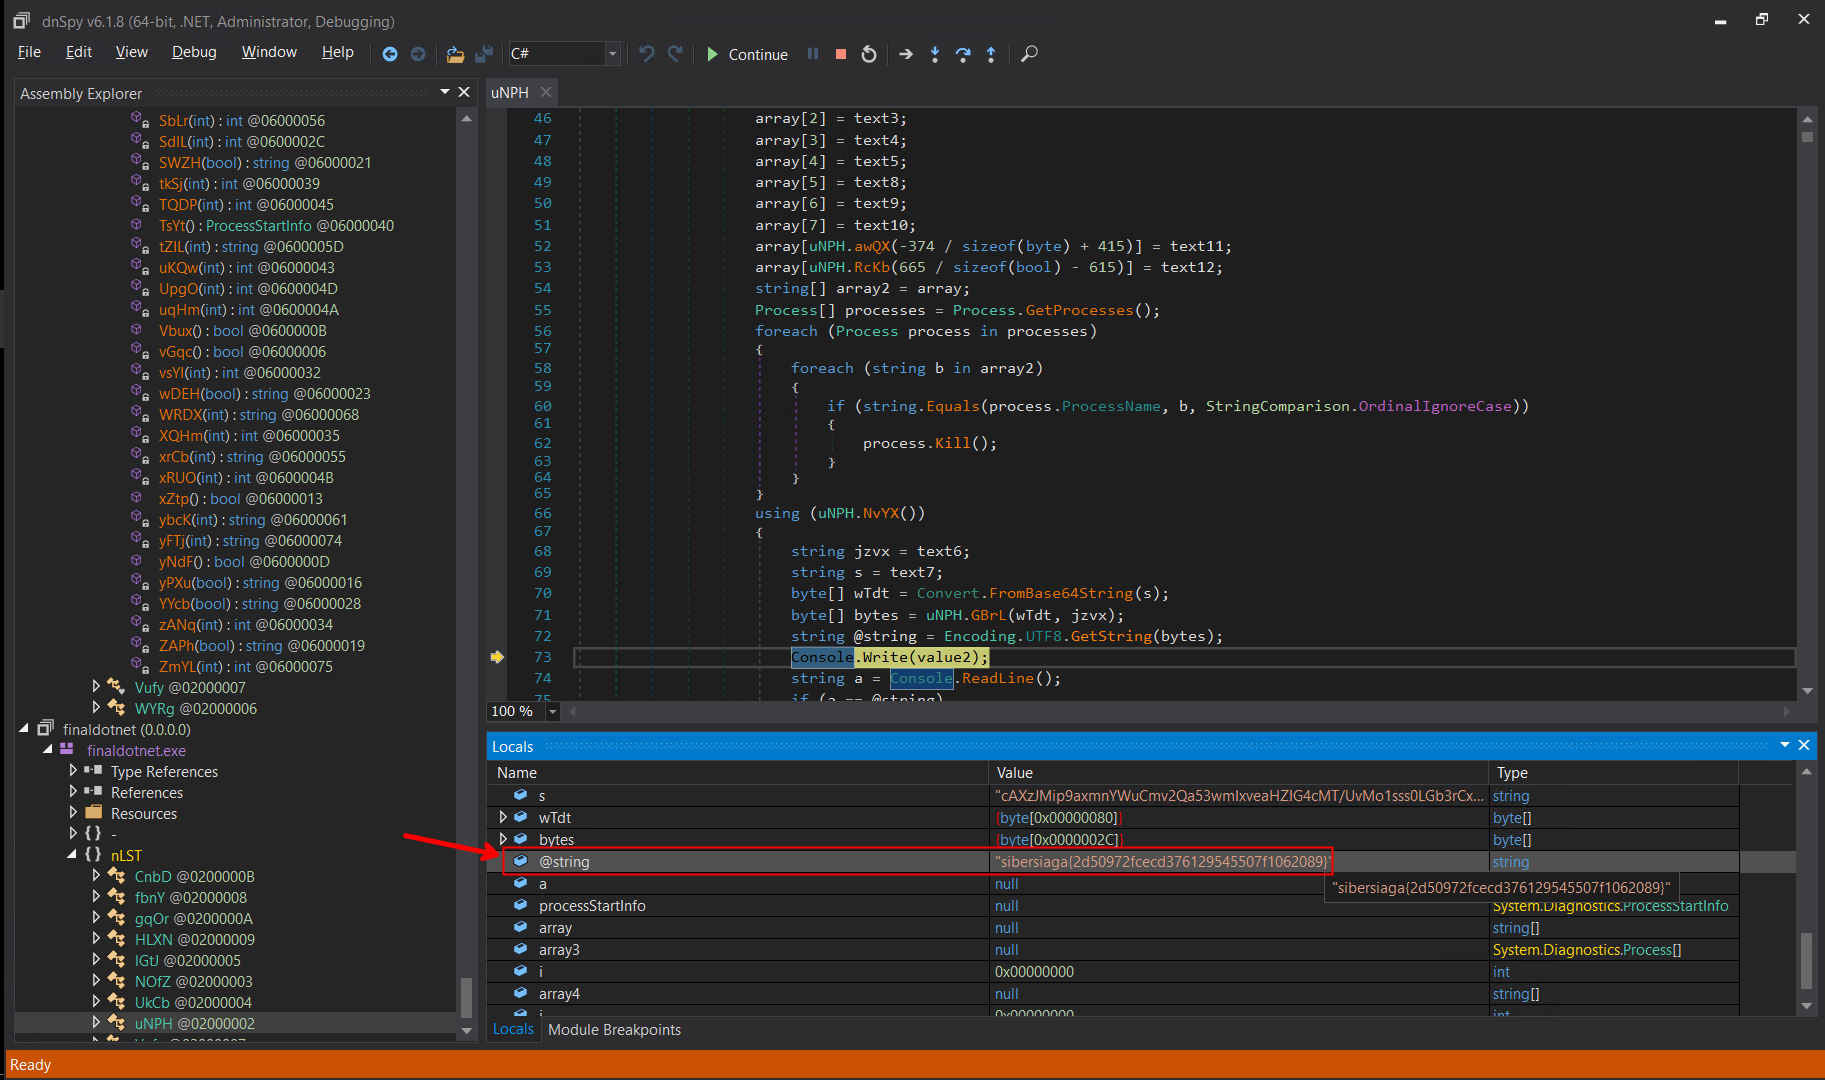 dnSpy v6.1.8 (64-bit, .NET, Administrator, Debugging)
File Edit View Debug Window Help C# Continue
Assembly Explorer
SbLr(int) : int @06000056
SdIL(int) : int @0600002C
SWZH(bool) : string @06000021
tkSj(int) : int @06000039
TQDP(int) : int @06000045
TsYt() : ProcessStartInfo @06000040
tZIL(int) : string @0600005D
uKQw(int) : int @06000043
UpgO(int) : int @0600004D
uqHm(int) : int @0600004A
Vbux() : bool @0600000B
vGqc() : bool @06000006
vsYI(int) : int @06000032
wDEH(bool) : string @06000023
WRDX(int) : string @06000068
XQHm(int) : int @06000035
xrCb(int) : string @06000055
xRUO(int) : int @0600004B
xZtp() : bool @06000013
ybcK(int) : string @06000061
yFTj(int) : string @06000074
yNdF() : bool @0600000D
yPXu(bool) : string @06000016
YYcb(bool) : string @06000028
zANq(int) : int @06000034
ZAPh(bool) : string @06000019
ZmYL(int) : int @06000075
Vufy @02000007
WYRg @02000006
finaldotnet (0.0.0.0)
finaldotnet.exe
Type References
References
Resources
{ } -
{ } nLST
CnbD @0200000B
fbnY @02000008
gqOr @0200000A
HLXN @02000009
IGtJ @02000005
NOfZ @02000003
UkCb @02000004
uNPH @02000002
uNPH
46 array[2] = text3;
47 array[3] = text4;
48 array[4] = text5;
49 array[5] = text8;
50 array[6] = text9;
51 array[7] = text10;
52 array[uNPH.awQX(-374 / sizeof(byte) + 415)] = text11;
53 array[uNPH.RcKb(665 / sizeof(bool) - 615)] = text12;
54 string[] array2 = array;
55 Process[] processes = Process.GetProcesses();
56 foreach (Process process in processes)
57 {
58 foreach (string b in array2)
59 {
60 if (string.Equals(process.ProcessName, b, StringComparison.OrdinalIgnoreCase))
61 {
62 process.Kill();
63 }
64 }
65 }
66 using (uNPH.NvYX())
67 {
68 string jzvx = text6;
69 string s = text7;
70 byte[] wTdt = Convert.FromBase64String(s);
71 byte[] bytes = uNPH.GBrL(wTdt, jzvx);
72 string @string = Encoding.UTF8.GetString(bytes);
73 Console.Write(value2);
74 string a = Console.ReadLine();
75 if (a == @string)
100 %
Locals
Name Value Type
s "cAXzJMip9axmnYWuCmv2Qa53wmIxveaHZIG4cMT/UvMo1sss0LGb3rCx... string
wTdt {byte[0x00000080]} byte[]
bytes {byte[0x0000002C]} byte[]
@string "sibersiaga{2d50972fcecd376129545507f1062089}" string
a null
"sibersiaga{2d50972fcecd376129545507f1062089}"
processStartInfo null System.Diagnostics.ProcessStartInfo
array null string[]
array3 null System.Diagnostics.Process[]
i 0x00000000 int
array4 null string[]
0x00000000 int
Locals Module Breakpoints
Ready